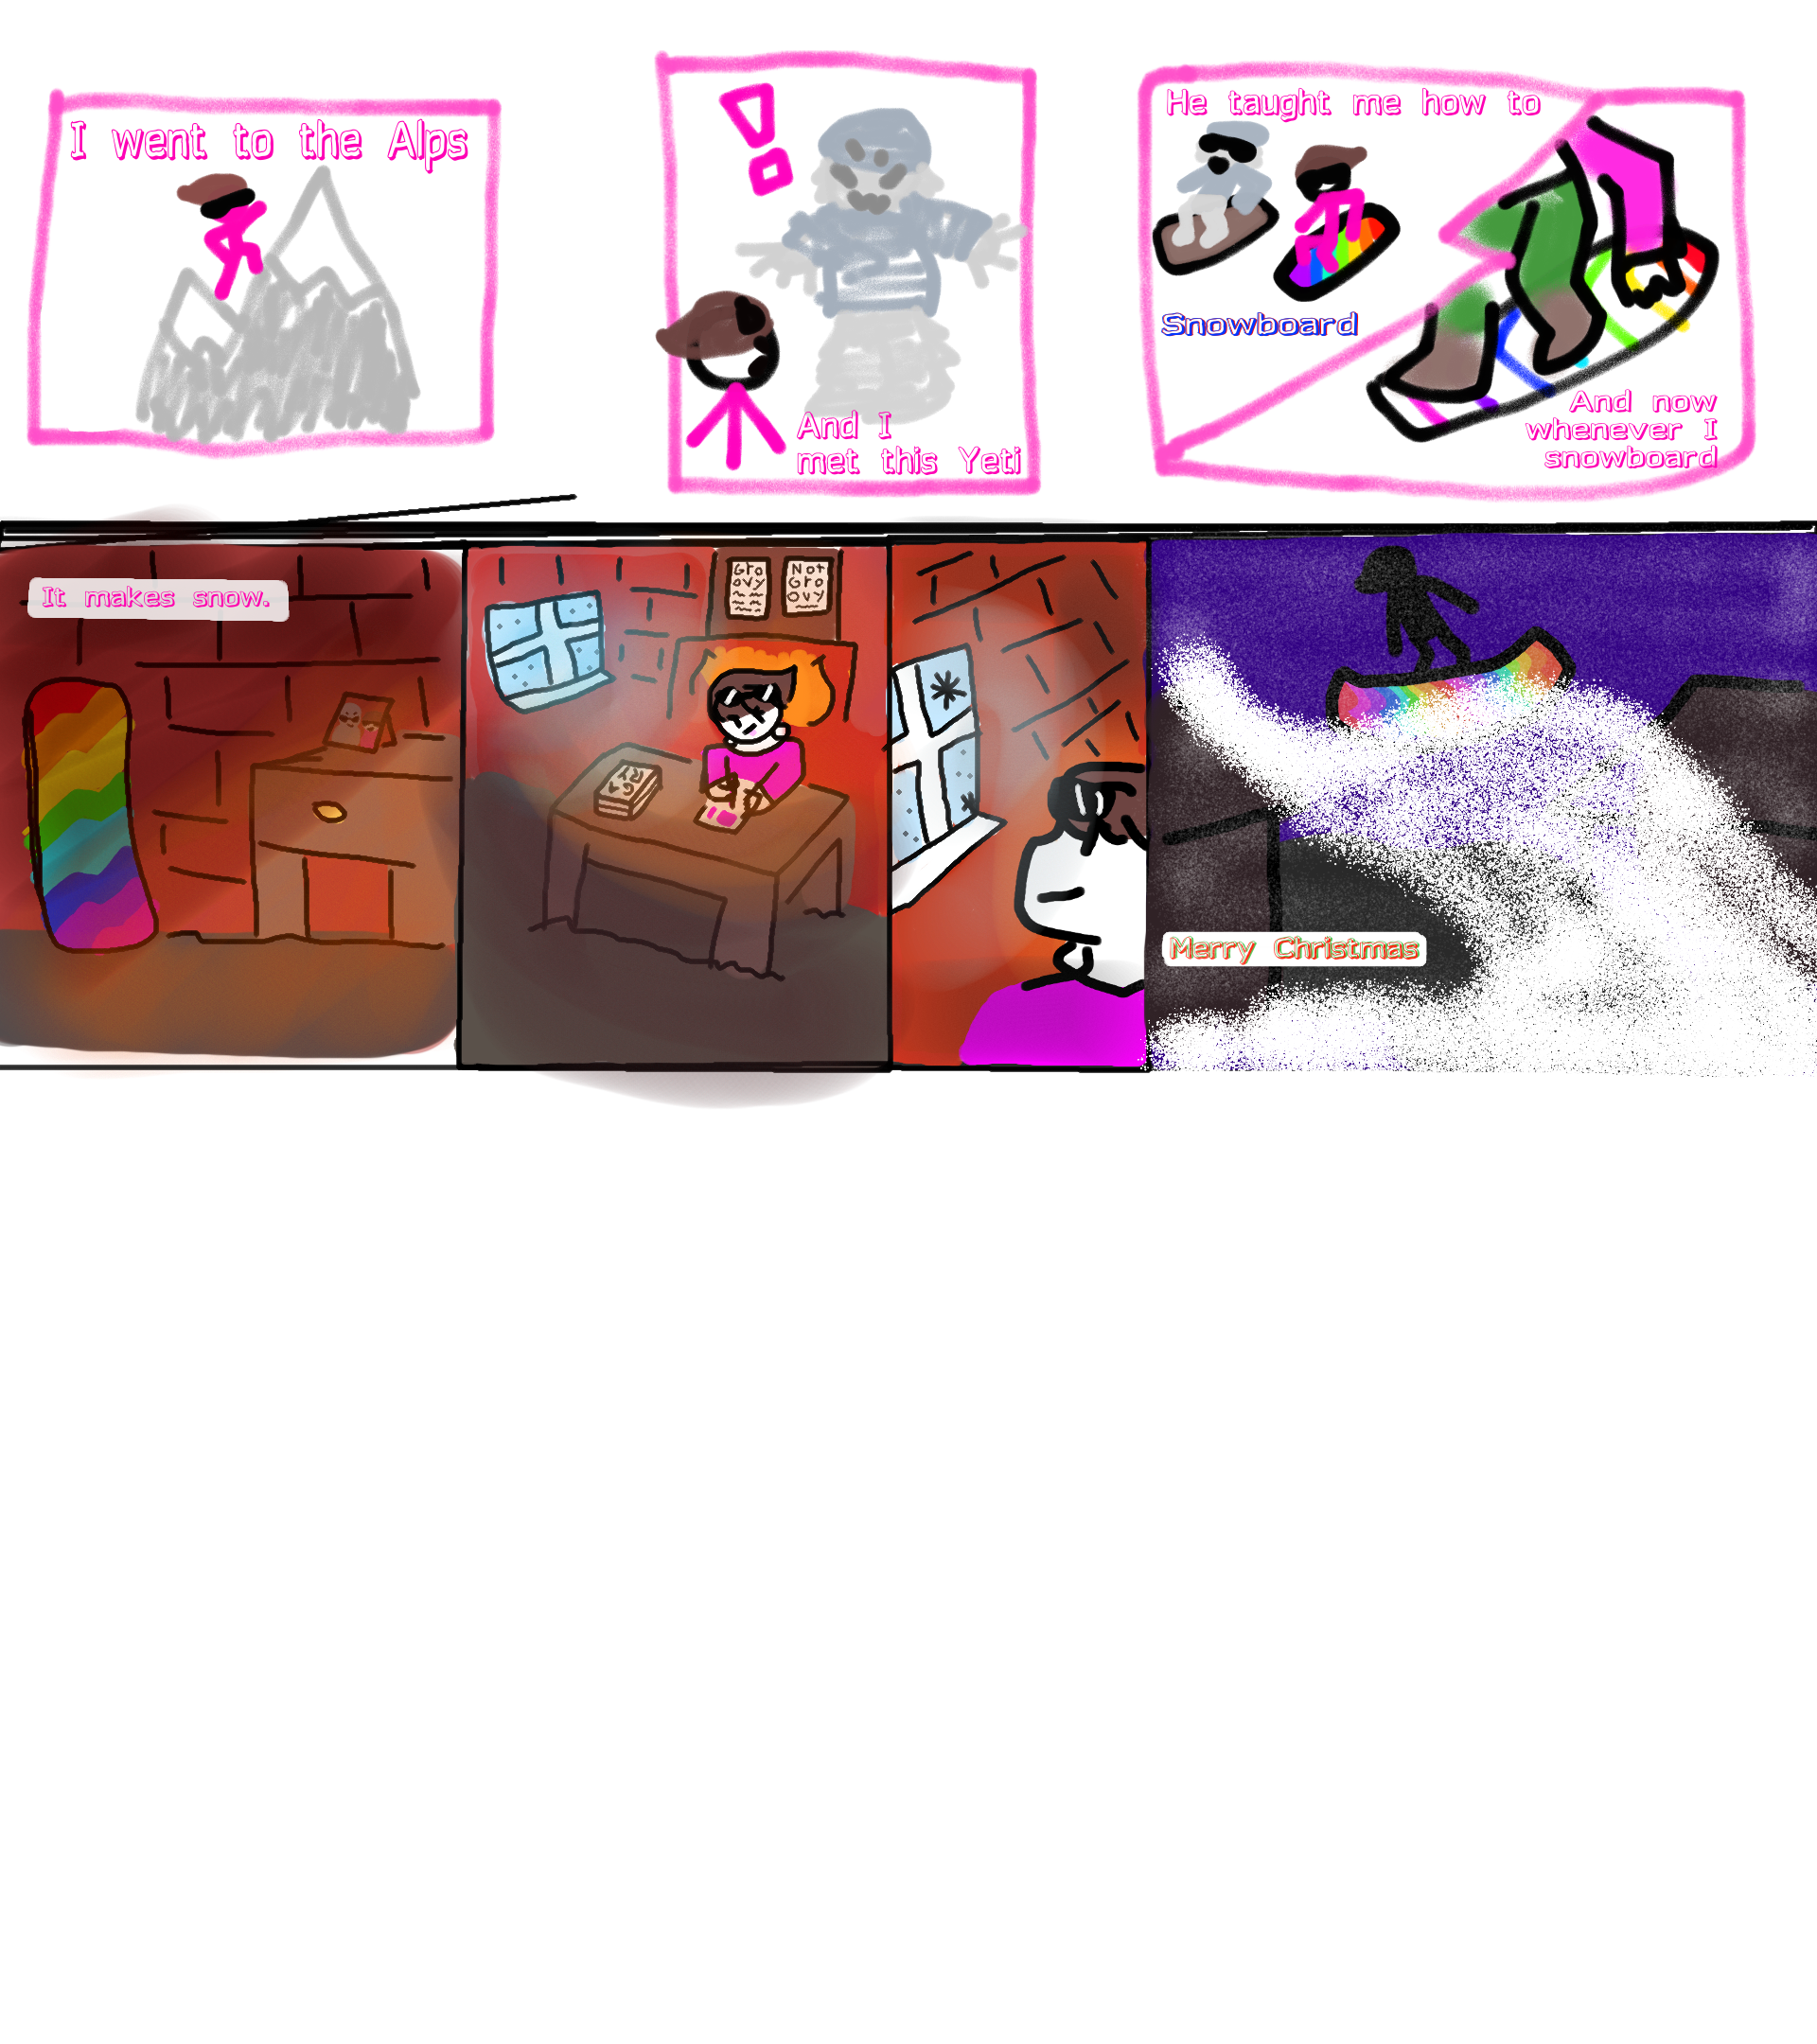 I went to the Alps
And I
met this Yeti
He taught me how to
Snowboard
And now
whenever I
snowboard
It makes snow.
Gro
ovy
Not
Gro
ovy
Merry Christmas